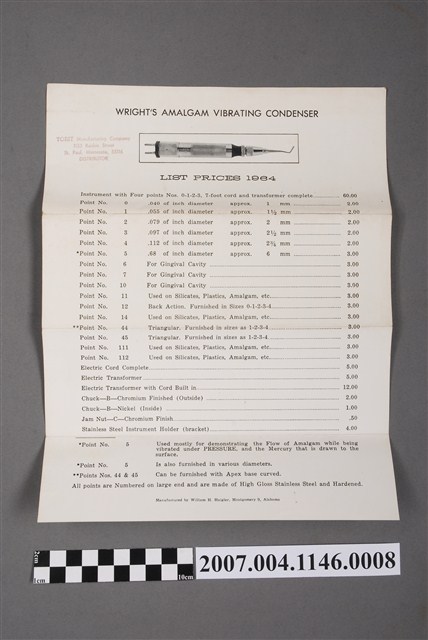 WRIGHT'S AMALGAM VIBRATING CONDENSER
Manufacturing Company
LIST PRICES 1964
Instrument with Four points Nos. 0-1-2-3, 7-foot cord and transformer complete 60.00
Point No. 0 .040 of inch diameter approx. 1 mm 2.00
Point No. 1 .055 of inch diameter approx. 1½ mm 2.00
Point No. 2 .079 of inch diameter approx. 2 mm 2.00
Point No. 3 .097 of inch diameter approx. 2½ mm 2.00
Point No. 4 .112 of inch diameter approx. 2¾ mm 2.00
*Point No. 5 .68 of inch diameter approx. 6 mm 3.00
Point No. 6 For Gingival Cavity 3.00
Point No. 7 For Gingival Cavity 3.00
Point No. 10 For Gingival Cavity 3.00
Point No. 11 Used on Silicates, Plastics, Amalgam, etc. 3.00
Point No. 12 Back Action. Furnished in Sizes 0-1-2-3-4 3.00
Point No. 14 Used on Silicates, Plastics, Amalgam, etc. 3.00
**Point No. 44 Triangular. Furnished in sizes as 1-2-3-4 3.00
Point No. 45 Triangular. Furnished in sizes as 1-2-3-4 3.00
Point No. 111 Used on Silicates, Plastics, Amalgam, etc. 3.00
Point No. 112 Used on Silicates, Plastics, Amalgam, etc. 3.00
Electric Cord Complete 5.00
Electric Transformer 5.00
Electric Transformer with Cord Built in 12.00
Chuck—B—Chromium Finished (Outside) 2.00
Chuck—B—Nickel (Inside) 1.00
Jam Nut—C—Chromium Finish .50
Stainless Steel Instrument Holder (bracket) 4.00
*Point No. 5 Used mostly for demonstrating the Flow of Amalgam while being
vibrated under PRESSURE, and the Mercury that is drawn to the
surface.
*Point No. 5 Is also furnished in various diameters.
**Points Nos. 44 & 45 Can be furnished with Apex base curved.
All points are Numbered on large end and are made of High Gloss Stainless Steel and Hardened.
Manufactured by William H. Montgomery 6, Alabama
2cm
1cm 10cm
2007.004.1146.0008